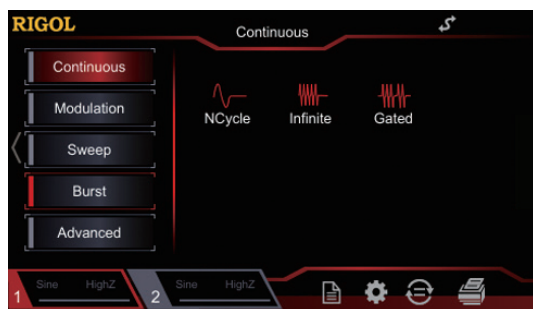 RIGOL
Continuous
Continuous
Modulation
Sweep
Burst
Advanced
NCycle
Infinite
Gated
1 Sine HighZ
2 Sine HighZ